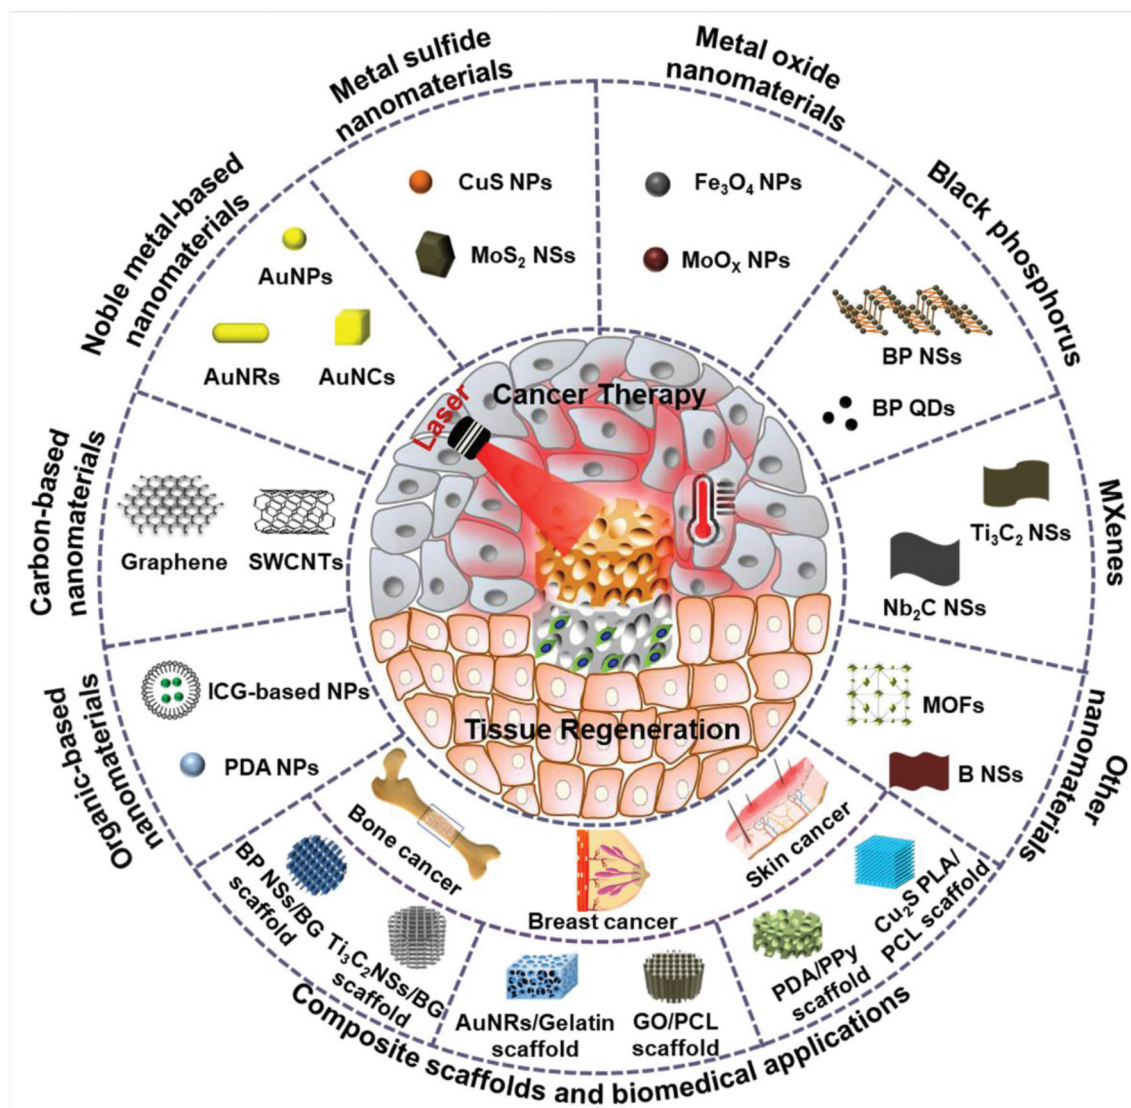 Metal sulfide
nanomaterials
CuS NPs
MoS₂ NSs
Metal oxide
nanomaterials
Fe₃O₄ NPs
MoOₓ NPs
Black phosphorus
BP NSs
BP QDs
MXenes
Ti₃C₂ NSs
Nb₂C NSs
Other
nanomaterials
MOFs
B NSs
Noble metal-based
nanomaterials
AuNPs
AuNRs
AuNCs
Carbon-based
nanomaterials
Graphene
SWCNTs
Organic-based
nanomaterials
ICG-based NPs
PDA NPs
Cancer Therapy
Laser
Tissue Regeneration
Bone cancer
Breast cancer
Skin cancer
BP NSs/BG
scaffold
Ti₃C₂NSs/BG
scaffold
AuNRs/Gelatin
scaffold
GO/PCL
scaffold
PDA/PPy
scaffold
Cu₂S PLA/
PCL scaffold
Composite scaffolds and biomedical applications